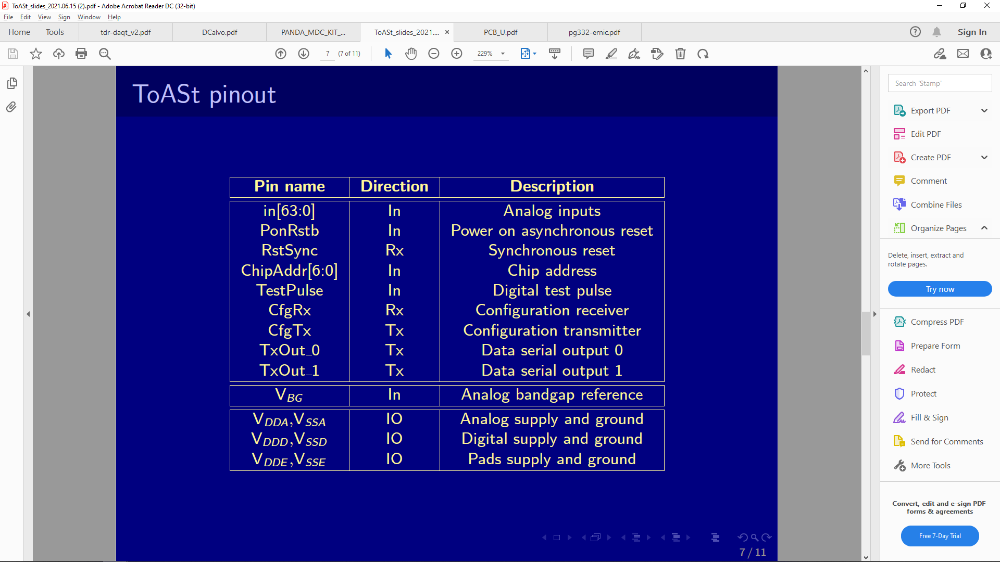 ToASt_slides_2021.06.15 (2).pdf - Adobe Acrobat Reader DC (32-bit)
File Edit View Sign Window Help
Home Tools tdr-daqt_v2.pdf DCalvo.pdf PANDA_MDC_KIT_... ToASt_slides_2021.... PCB_U.pdf pg332-ernic.pdf Sign In
7 (7 of 11) 229%
ToASt pinout
Pin name Direction Description
in[63:0] In Analog inputs
PonRstb In Power on asynchronous reset
RstSync Rx Synchronous reset
ChipAddr[6:0] In Chip address
TestPulse In Digital test pulse
CfgRx Rx Configuration receiver
CfgTx Tx Configuration transmitter
TxOut_0 Tx Data serial output 0
TxOut_1 Tx Data serial output 1
VBG In Analog bandgap reference
VDDA,VSSA IO Analog supply and ground
VDDD,VSSD IO Digital supply and ground
VDDE,VSSE IO Pads supply and ground
7 / 11
Search 'Stamp'
Export PDF
Edit PDF
Create PDF
Comment
Combine Files
Organize Pages
Delete, insert, extract and
rotate pages.
Try now
Compress PDF
Prepare Form
Redact
Protect
Fill & Sign
Send for Comments
More Tools
Convert, edit and e-sign PDF
forms & agreements
Free 7-Day Trial